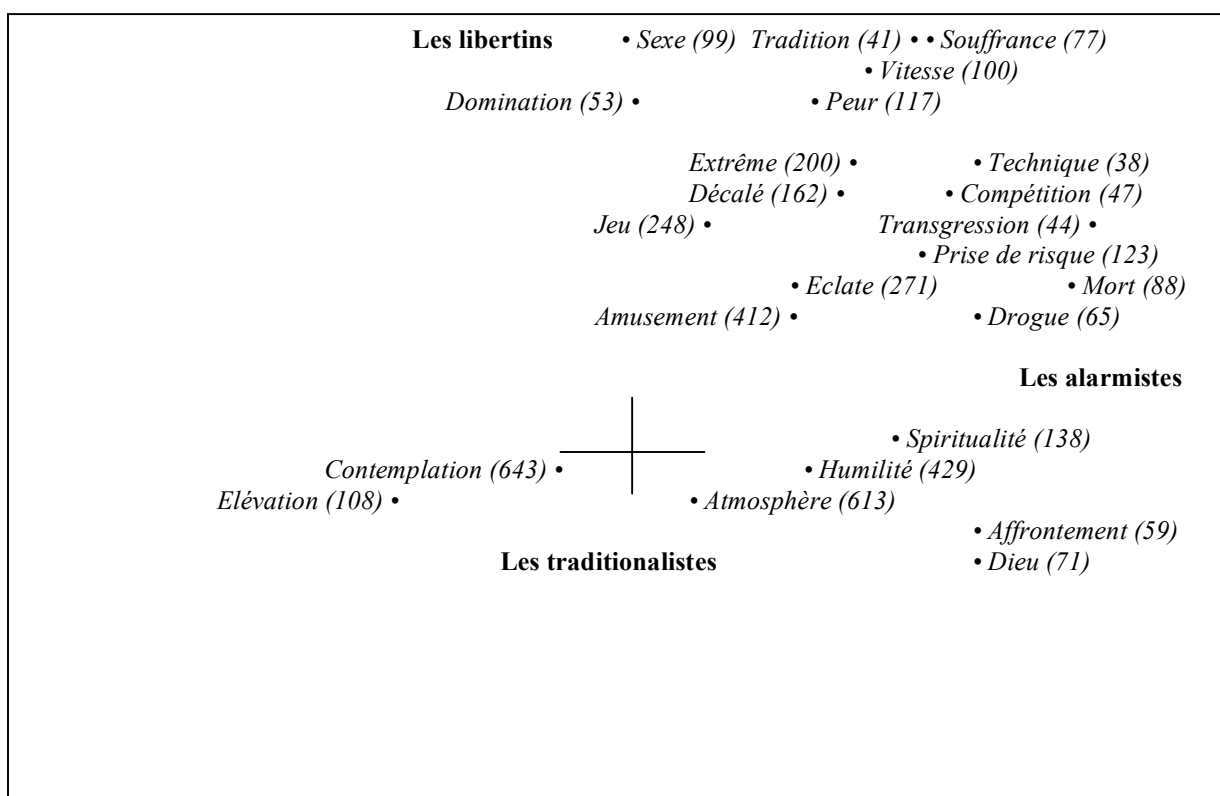 Les libertins • Sexe (99) Tradition (41) • • Souffrance (77)
• Vitesse (100)
Domination (53) • • Peur (117)
Extrême (200) • • Technique (38)
Décalé (162) • • Compétition (47)
Jeu (248) • Transgression (44) •
• Prise de risque (123)
• Eclate (271) • Mort (88)
Amusement (412) • • Drogue (65)
Les alarmistes
• Spiritualité (138)
Contemplation (643) • • Humilité (429)
Elévation (108) • • Atmosphère (613)
• Affrontement (59)
Les traditionalistes • Dieu (71)